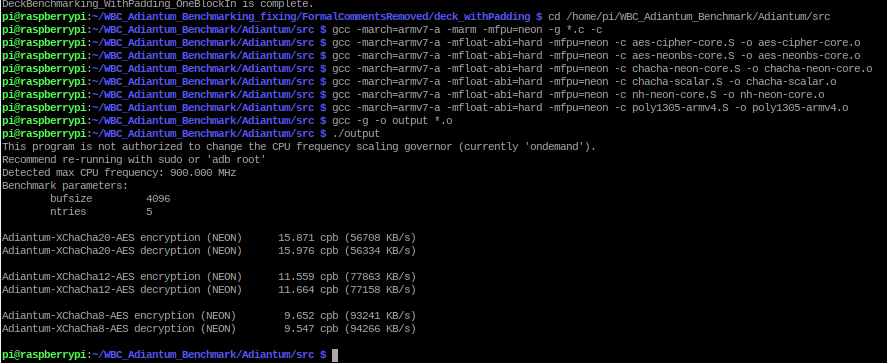 DeckBenchmarking_WithPadding_OneBlockIn is complete.
pi@raspberrypi:~/WBC_Adiantum_Benchmarking_fixing/FormalCommentsRemoved/deck_withPadding $ cd /home/pi/WBC_Adiantum_Benchmark/Adiantum/src
pi@raspberrypi:~/WBC_Adiantum_Benchmark/Adiantum/src $ gcc -march=armv7-a -marm -mfpu=neon -g *.c -c
pi@raspberrypi:~/WBC_Adiantum_Benchmark/Adiantum/src $ gcc -march=armv7-a -mfloat-abi=hard -mfpu=neon -c aes-cipher-core.S -o aes-cipher-core.o
pi@raspberrypi:~/WBC_Adiantum_Benchmark/Adiantum/src $ gcc -march=armv7-a -mfloat-abi=hard -mfpu=neon -c aes-neonbs-core.S -o aes-neonbs-core.o
pi@raspberrypi:~/WBC_Adiantum_Benchmark/Adiantum/src $ gcc -march=armv7-a -mfloat-abi=hard -mfpu=neon -c chacha-neon-core.S -o chacha-neon-core.o
pi@raspberrypi:~/WBC_Adiantum_Benchmark/Adiantum/src $ gcc -march=armv7-a -mfloat-abi=hard -mfpu=neon -c chacha-scalar.S -o chacha-scalar.o
pi@raspberrypi:~/WBC_Adiantum_Benchmark/Adiantum/src $ gcc -march=armv7-a -mfloat-abi=hard -mfpu=neon -c nh-neon-core.S -o nh-neon-core.o
pi@raspberrypi:~/WBC_Adiantum_Benchmark/Adiantum/src $ gcc -march=armv7-a -mfloat-abi=hard -mfpu=neon -c poly1305-armv4.S -o poly1305-armv4.o
pi@raspberrypi:~/WBC_Adiantum_Benchmark/Adiantum/src $ gcc -g -o output *.o
pi@raspberrypi:~/WBC_Adiantum_Benchmark/Adiantum/src $ ./output
This program is not authorized to change the CPU frequency scaling governor (currently 'ondemand').
Recommend re-running with sudo or 'adb root'
Detected max CPU frequency: 900.000 MHz
Benchmark parameters:
bufsize 4096
ntries 5
Adiantum-XChaCha20-AES encryption (NEON) 15.871 cpb (56708 KB/s)
Adiantum-XChaCha20-AES decryption (NEON) 15.976 cpb (56334 KB/s)
Adiantum-XChaCha12-AES encryption (NEON) 11.559 cpb (77863 KB/s)
Adiantum-XChaCha12-AES decryption (NEON) 11.664 cpb (77158 KB/s)
Adiantum-XChaCha8-AES encryption (NEON) 9.652 cpb (93241 KB/s)
Adiantum-XChaCha8-AES decryption (NEON) 9.547 cpb (94266 KB/s)
pi@raspberrypi:~/WBC_Adiantum_Benchmark/Adiantum/src $